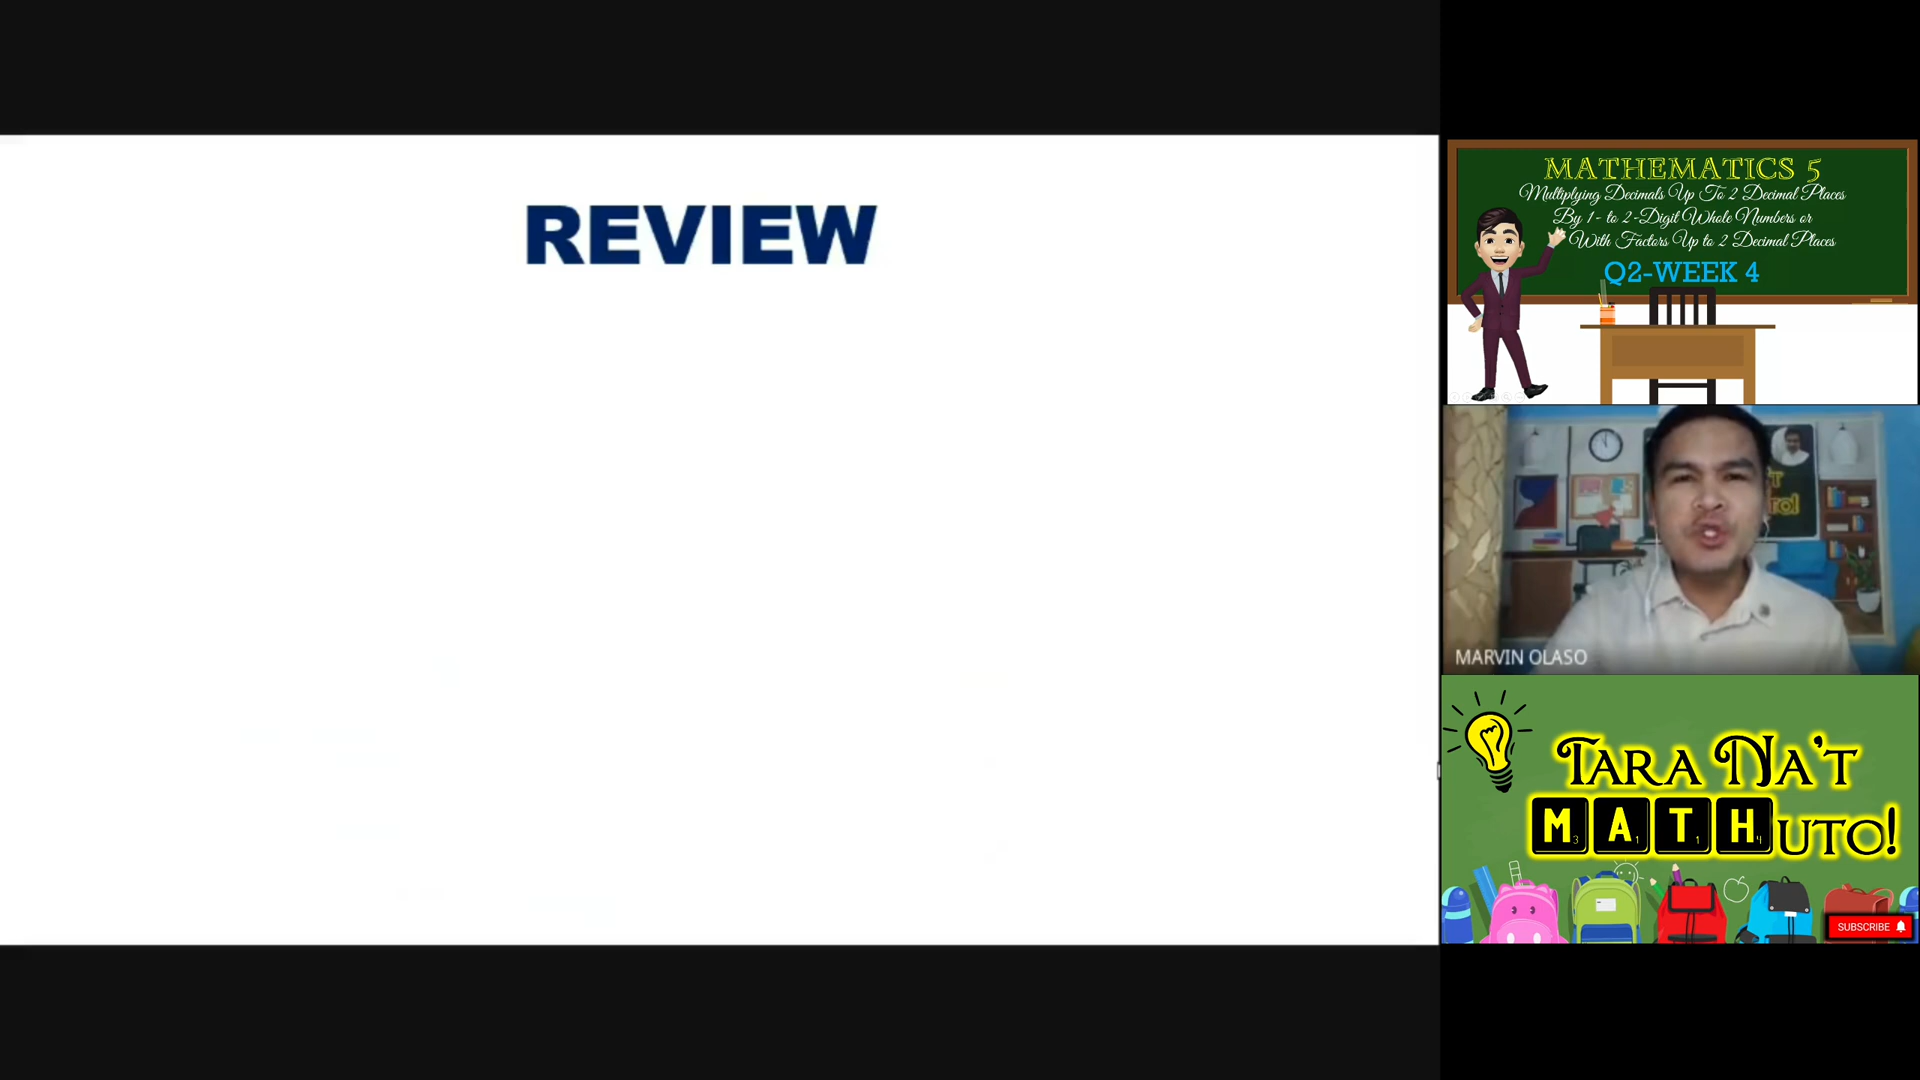 REVIEW
MATHEMATICS 5
Multiplying Decimals Up To 2 Decimal Places
By 1- to 2-Digit Whole Numbers or
With Factors Up to 2 Decimal Places
Q2-WEEK 4
MARVIN OLASO
TARA NA'T
MATHUTO!
SUBSCRIBE